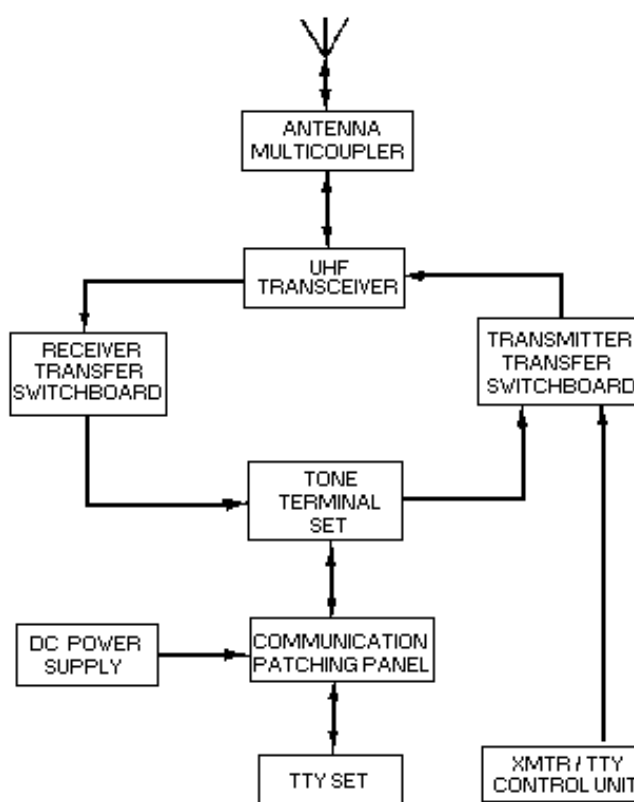 ANTENNA
MULTICOUPLER
UHF
TRANSCEIVER
RECEIVER
TRANSFER
SWITCHBOARD
TRANSMITTER
TRANSFER
SWITCHBOARD
TONE
TERMINAL
SET
DC POWER
SUPPLY
COMMUNICATION
PATCHING PANEL
TTY SET
XMTR / TTY
CONTROL UNIT